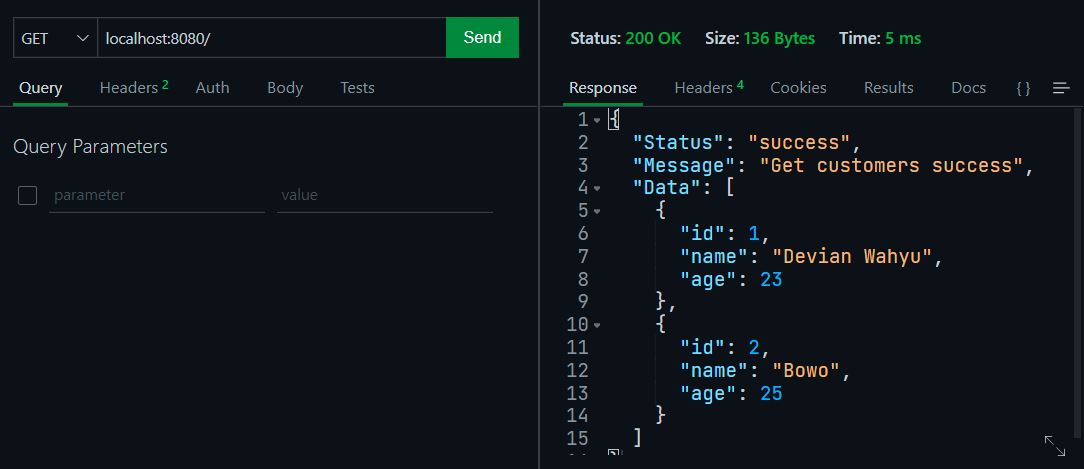 GET localhost:8080/ Send
Query Headers 2 Auth Body Tests
Query Parameters
parameter value
Status: 200 OK Size: 136 Bytes Time: 5 ms
Response Headers 4 Cookies Results Docs {}
1 {
2 "Status": "success",
3 "Message": "Get customers success",
4 "Data": [
5 {
6 "id": 1,
7 "name": "Devian Wahyu",
8 "age": 23
9 },
10 {
11 "id": 2,
12 "name": "Bowo",
13 "age": 25
14 }
15 ]